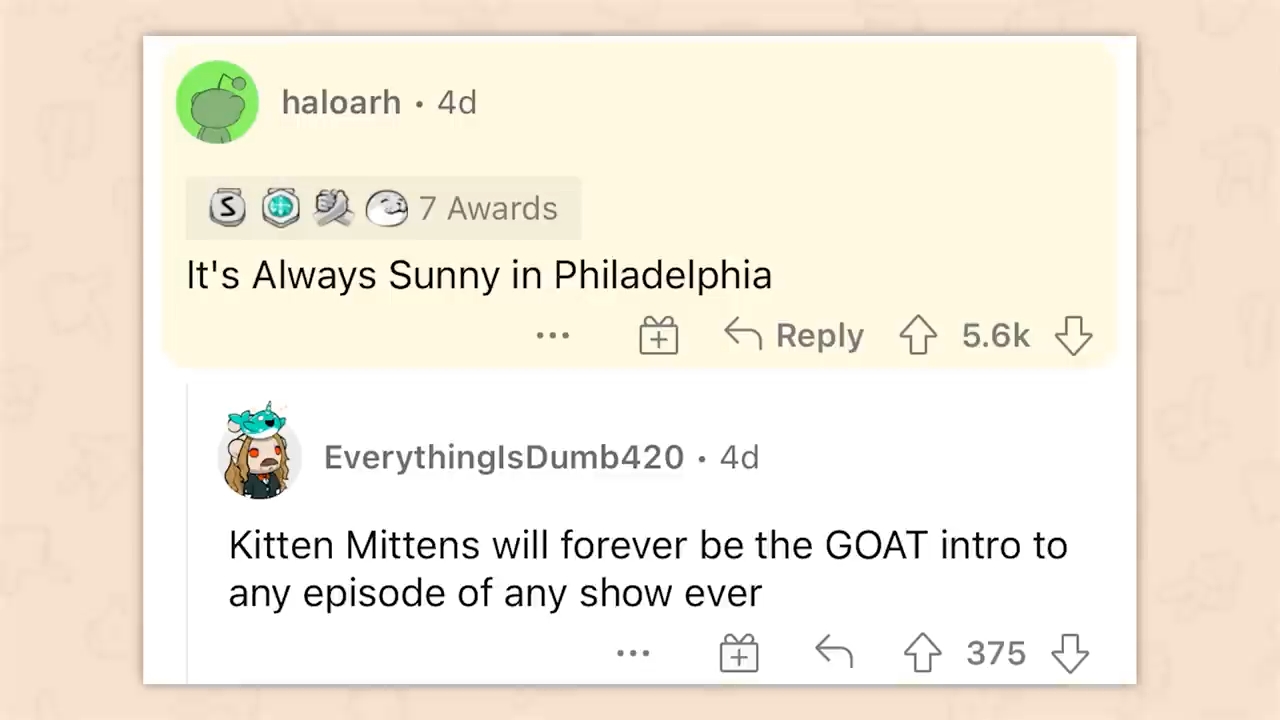 haloarh • 4d
S 7 Awards
It's Always Sunny in Philadelphia
... Reply 5.6k
EverythingIsDumb420 • 4d
Kitten Mittens will forever be the GOAT intro to
any episode of any show ever
... 375